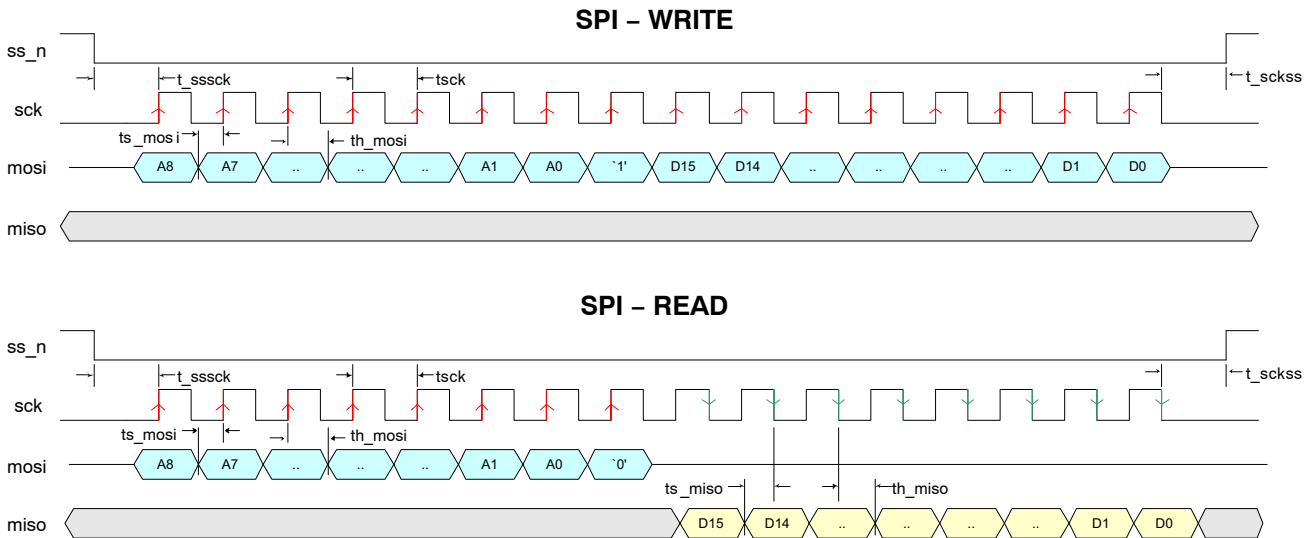 SPI – WRITE
ss_n
t_sssck tsck t_sckss
sck
ts_mosi th_mosi
mosi A8 A7 .. .. .. A1 A0 `1' D15 D14 .. .. .. .. D1 D0
miso
SPI – READ
ss_n
t_sssck tsck t_sckss
sck
ts_mosi th_mosi
mosi A8 A7 .. .. .. A1 A0 `0'
ts_miso th_miso
miso D15 D14 .. .. .. .. D1 D0